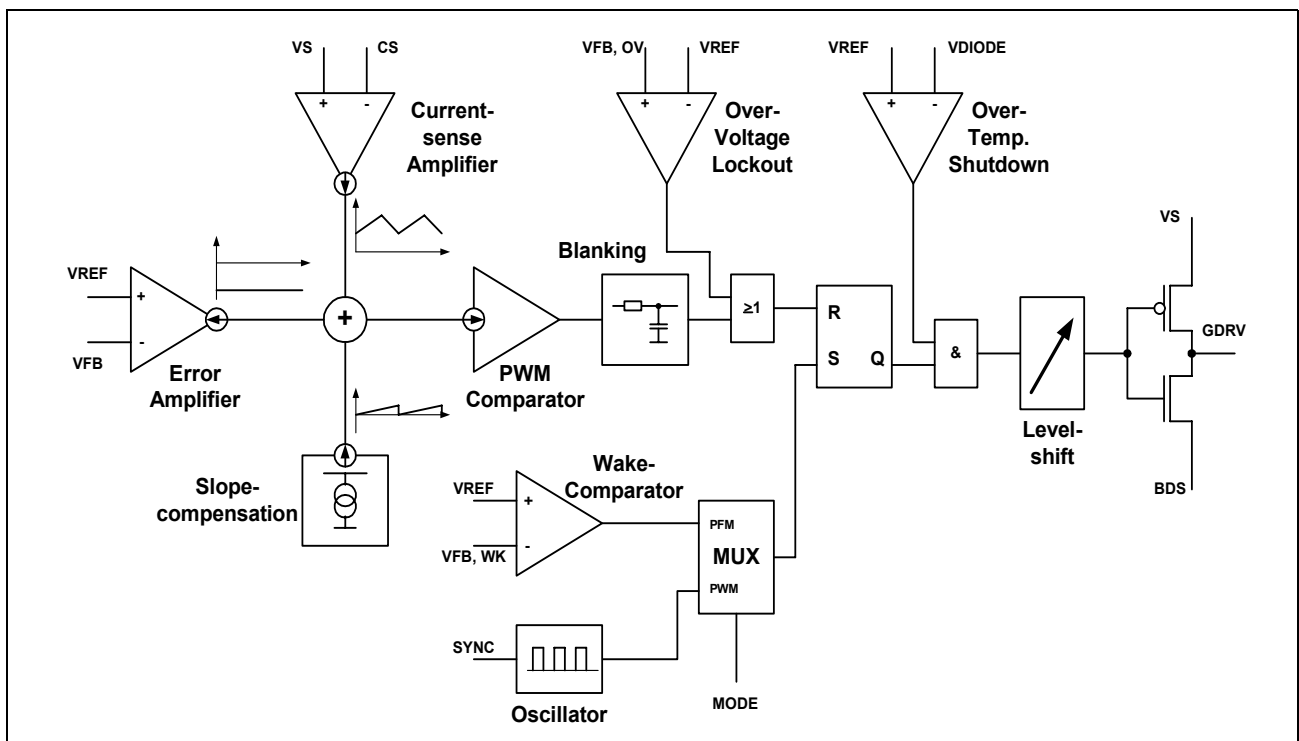 VS
CS
+
-
Current-
sense
Amplifier
VFB, OV
VREF
+
-
Over-
Voltage
Lockout
VREF
VDIODE
+
-
Over-
Temp.
Shutdown
VREF
+
VFB
-
Error
Amplifier
+
PWM
Comparator
Blanking
≥1
R
S
Q
&
Level-
shift
VS
GDRV
BDS
Slope-
compensation
VREF
+
VFB, WK
-
Wake-
Comparator
PFM
MUX
PWM
MODE
SYNC
Oscillator